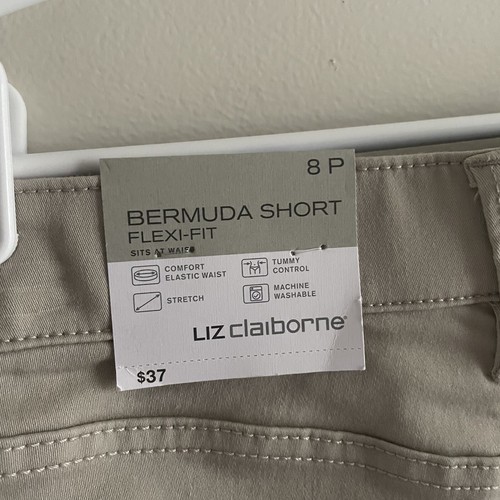 8 P
BERMUDA SHORT
FLEXI-FIT
SITS AT WAIST
COMFORT
ELASTIC WAIST
TUMMY
CONTROL
STRETCH
MACHINE
WASHABLE
LIZ claiborne®
$37